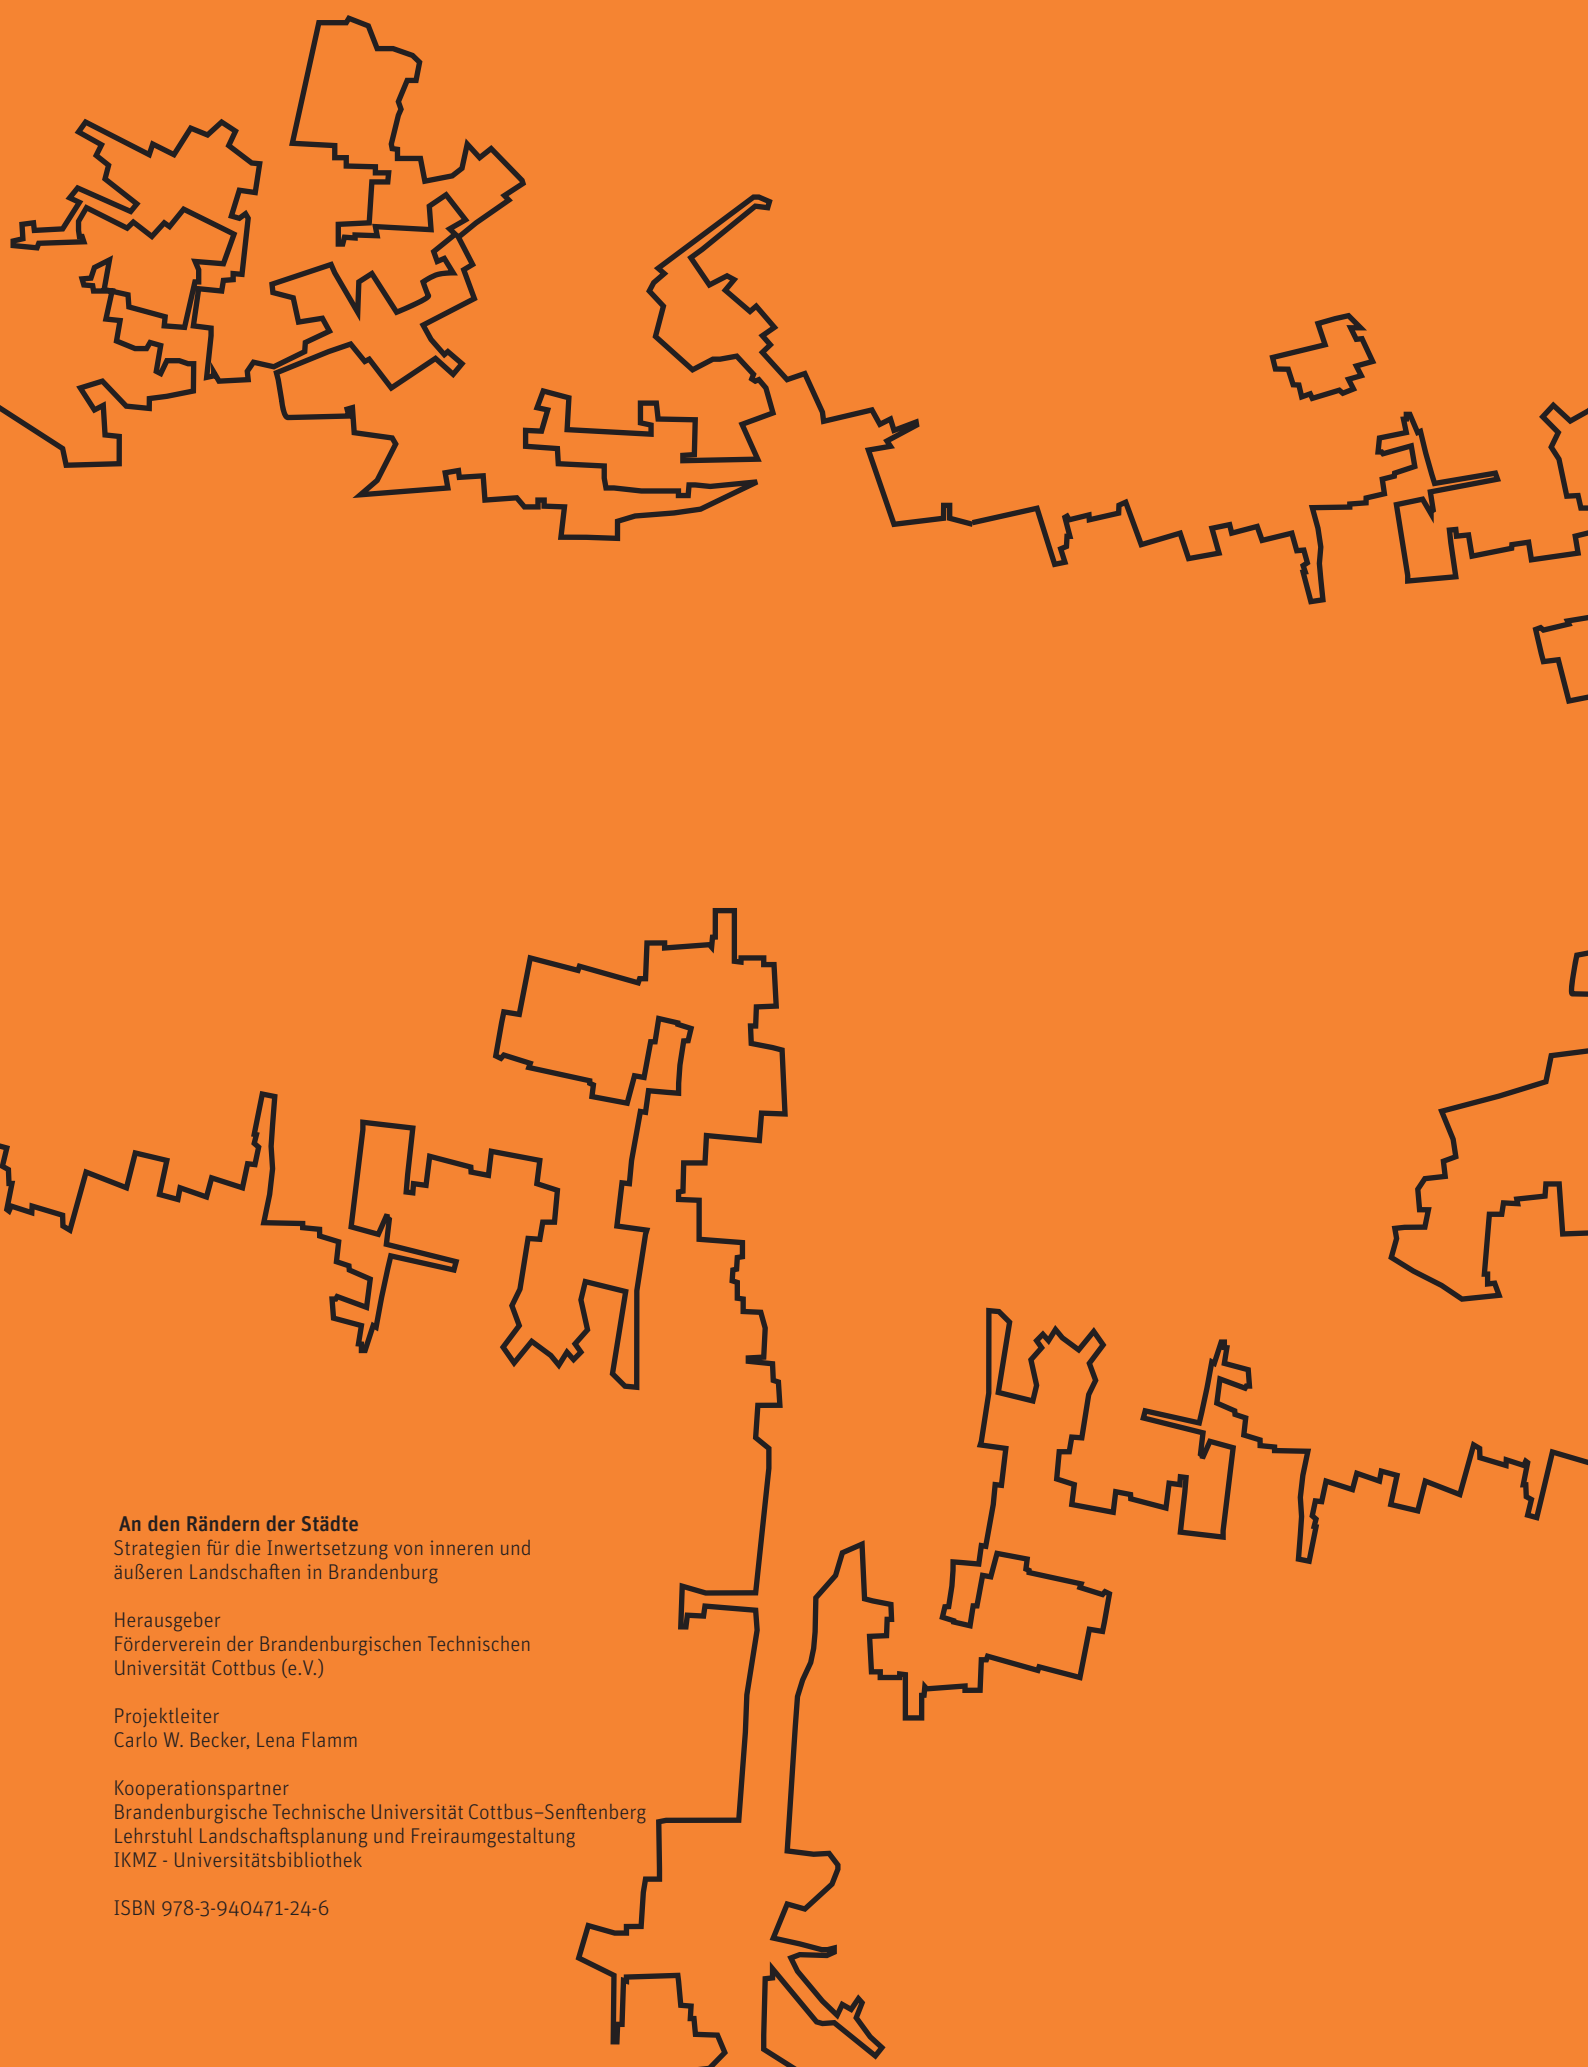 An den Rändern der Städte
Strategien für die Inwertsetzung von inneren und
äußeren Landschaften in Brandenburg
Herausgeber
Förderverein der Brandenburgischen Technischen
Universität Cottbus (e.V.)
Projektleiter
Carlo W. Becker, Lena Flamm
Kooperationspartner
Brandenburgische Technische Universität Cottbus–Senftenberg
Lehrstuhl Landschaftsplanung und Freiraumgestaltung
IKMZ - Universitätsbibliothek
ISBN 978-3-940471-24-6